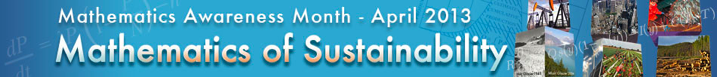 Mathematics Awareness Month - April 2013
Mathematics of Sustainability